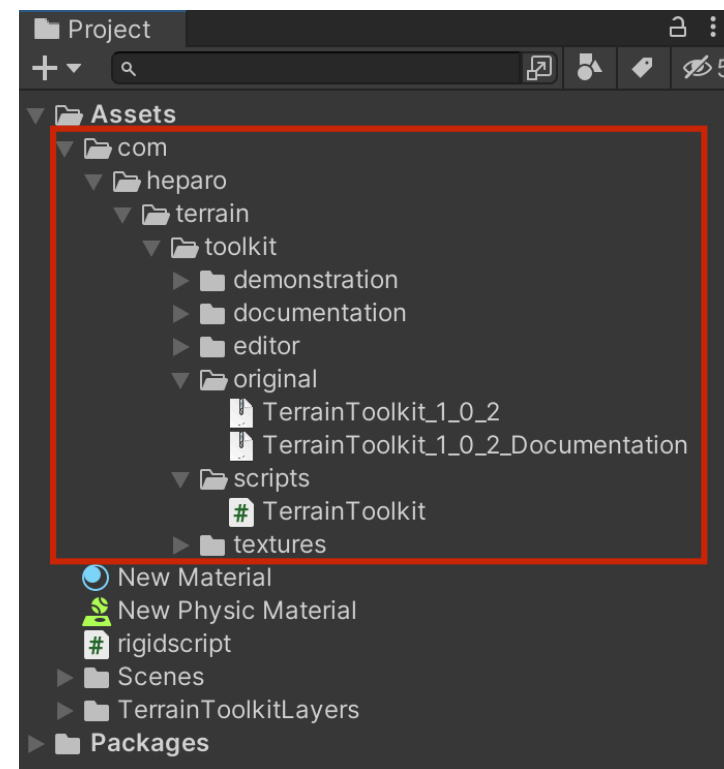 Project
5
Assets
com
heparo
terrain
toolkit
demonstration
documentation
editor
original
TerrainToolkit_1_0_2
TerrainToolkit_1_0_2_Documentation
scripts
# TerrainToolkit
textures
New Material
New Physic Material
# rigidscript
Scenes
TerrainToolkitLayers
Packages